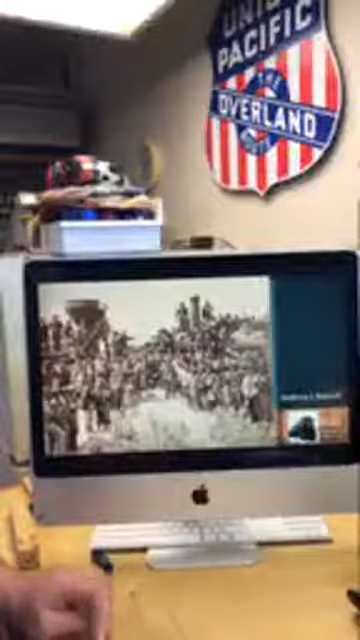 UNION
PACIFIC
THE
OVERLAND
ROUTE